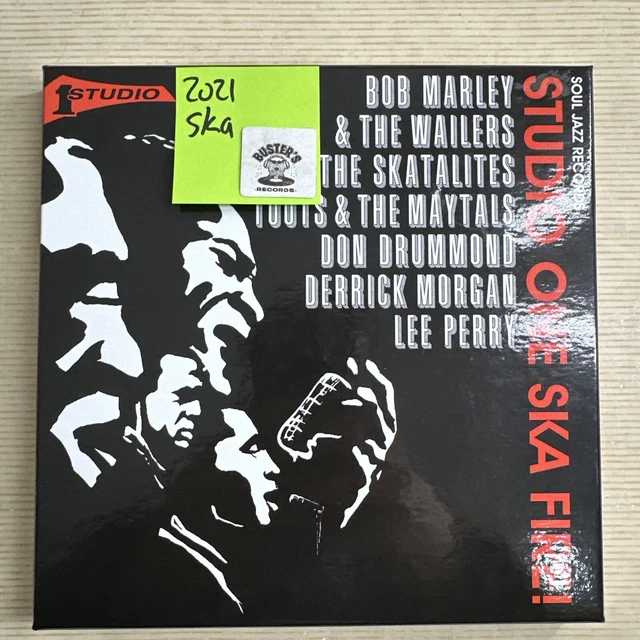 1 STUDIO
2021
Ska
BUSTER'S
RECORDS
BOB MARLEY
& THE WAILERS
THE SKATALITES
TOOTS & THE MAYTALS
DON DRUMMOND
DERRICK MORGAN
LEE PERRY
SOUL JAZZ RECORDS
STUDIO ONE SKA FIRE!